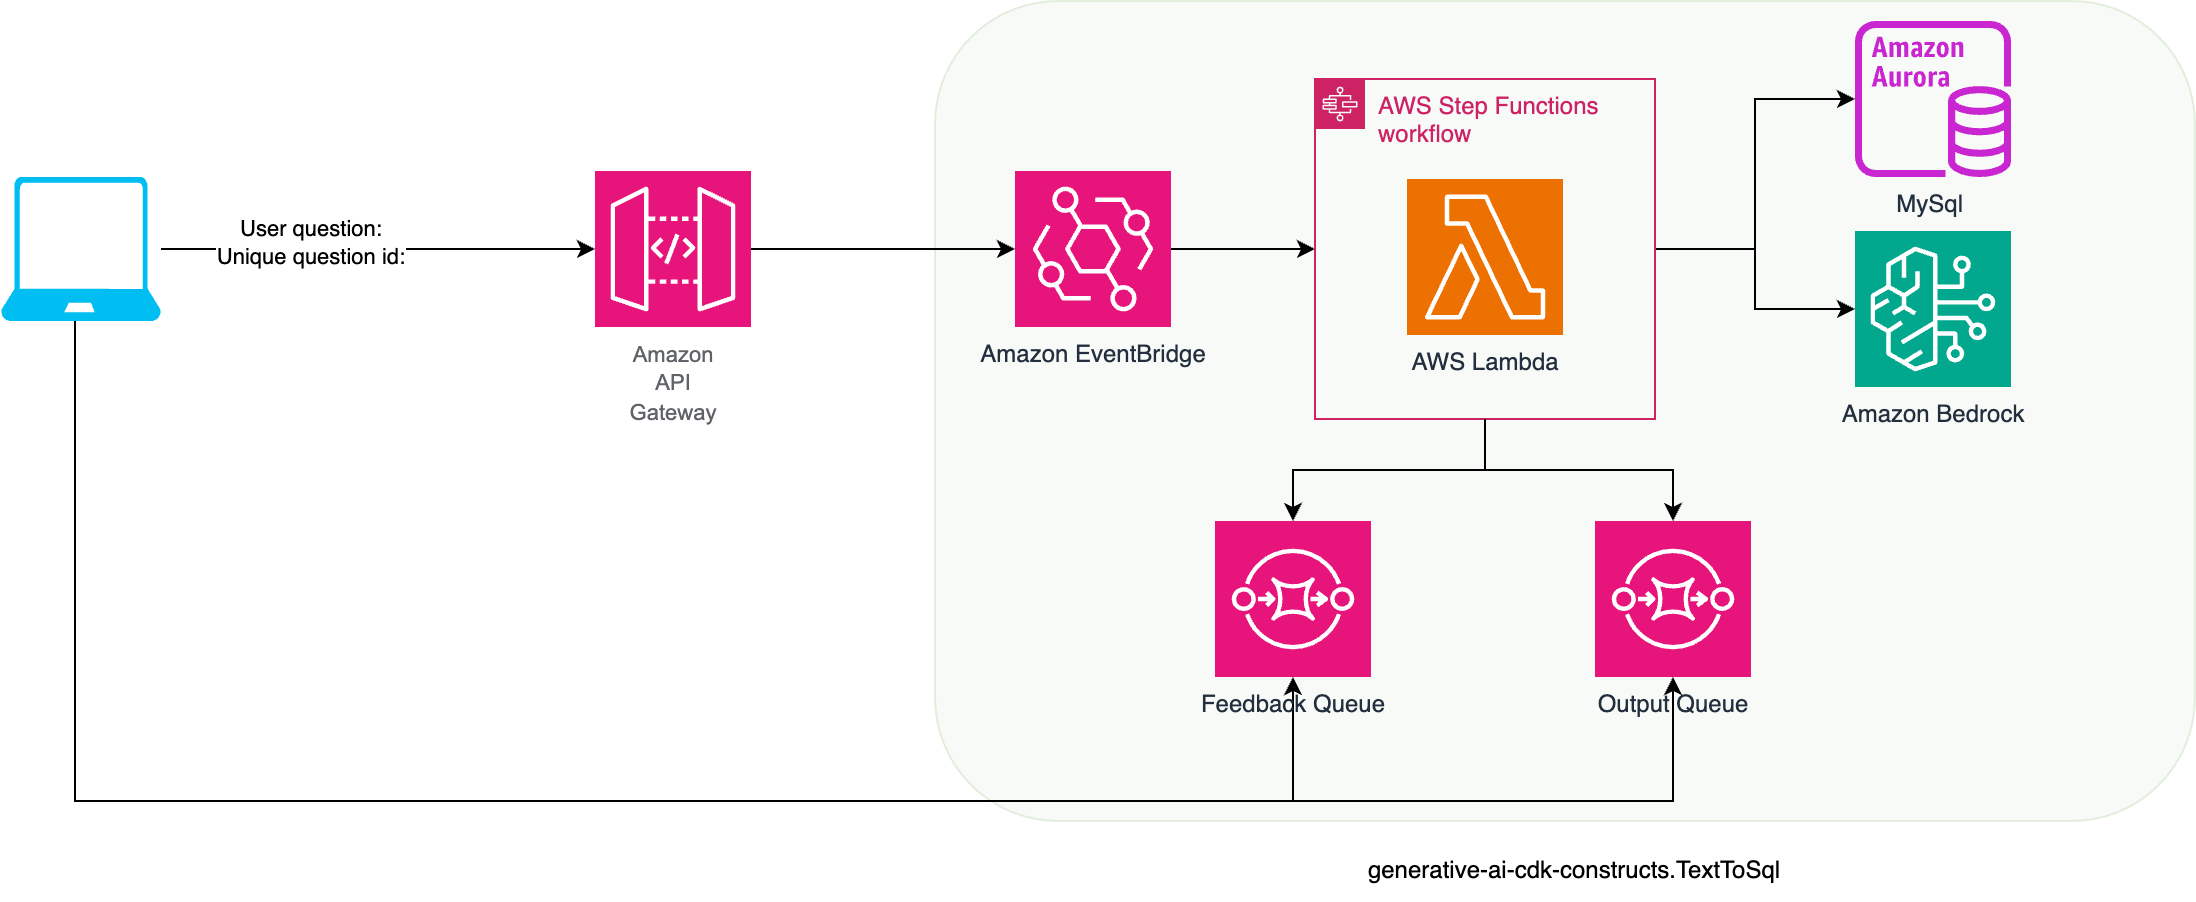 User question:
Unique question id:
Amazon
API
Gateway
Amazon EventBridge
AWS Step Functions
workflow
AWS Lambda
Amazon
Aurora
MySql
Amazon Bedrock
Feedback Queue
Output Queue
generative-ai-cdk-constructs.TextToSql